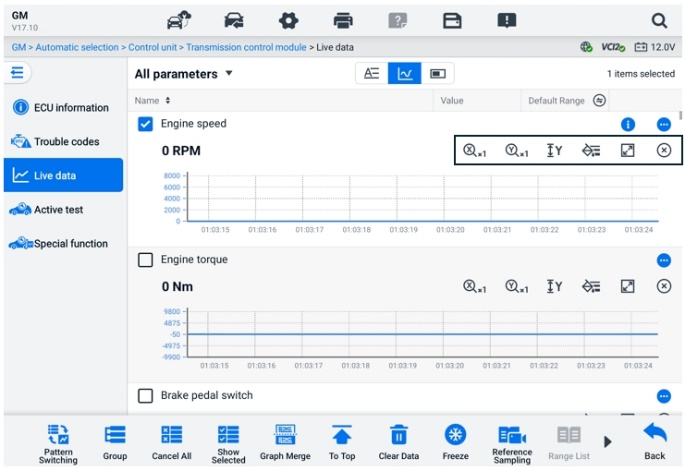 GM
V17.10
GM > Automatic selection > Control unit > Transmission control module > Live data
VCI2
12.0V
All parameters
1 items selected
Name
Value
Default Range
ECU information
Trouble codes
Live data
Active test
Special function
Engine speed
0 RPM
X ×1
Y ×1
Y
8000
6000
4000
2000
0
01:03:15 01:03:16 01:03:17 01:03:18 01:03:19 01:03:20 01:03:21 01:03:22 01:03:23 01:03:24
Engine torque
0 Nm
X ×1
Y ×1
Y
9800
4875
-50
-4975
-9900
01:03:15 01:03:16 01:03:17 01:03:18 01:03:19 01:03:20 01:03:21 01:03:22 01:03:23 01:03:24
Brake pedal switch
Pattern
Switching
Group
Cancel All
Show
Selected
Graph Merge
To Top
Clear Data
Freeze
Reference
Sampling
Range List
Back